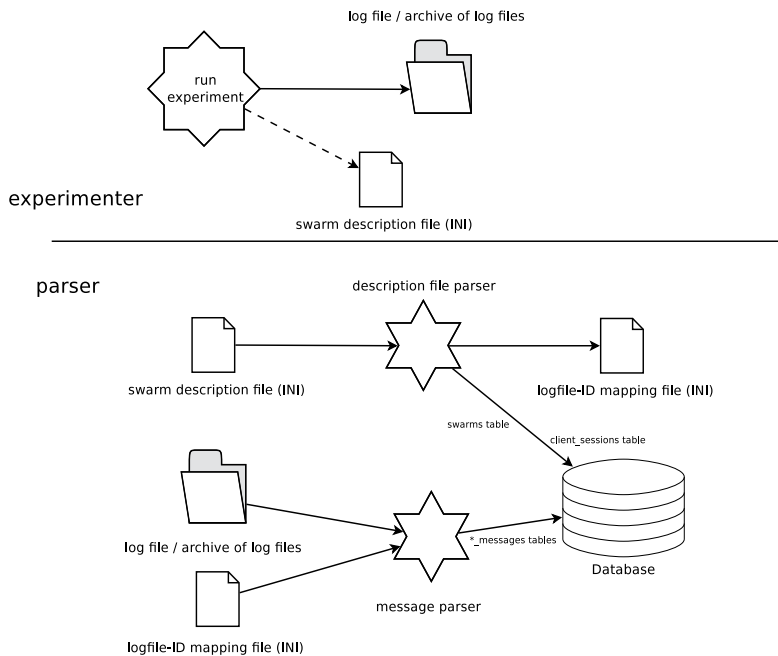 log file / archive of log files
run
experiment
experimenter
swarm description file (INI)
parser
description file parser
swarm description file (INI)
logfile-ID mapping file (INI)
swarms table
client_sessions table
log file / archive of log files
*_messages tables
Database
message parser
logfile-ID mapping file (INI)